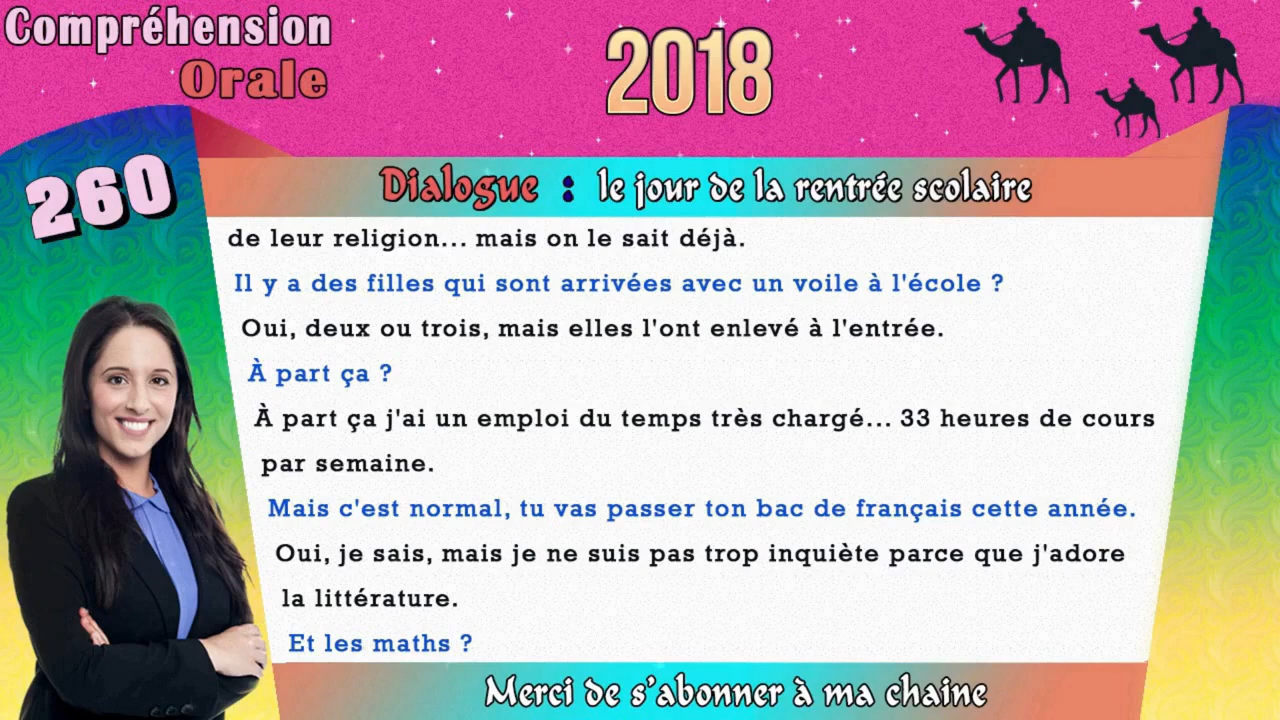 Compréhension
Orale
2018
260
Dialogue : le jour de la rentrée scolaire
de leur religion... mais on le sait déjà.
Il y a des filles qui sont arrivées avec un voile à l'école ?
Oui, deux ou trois, mais elles l'ont enlevé à l'entrée.
À part ça ?
À part ça j'ai un emploi du temps très chargé... 33 heures de cours
par semaine.
Mais c'est normal, tu vas passer ton bac de français cette année.
Oui, je sais, mais je ne suis pas trop inquiète parce que j'adore
la littérature.
Et les maths ?
Merci de s'abonner à ma chaine